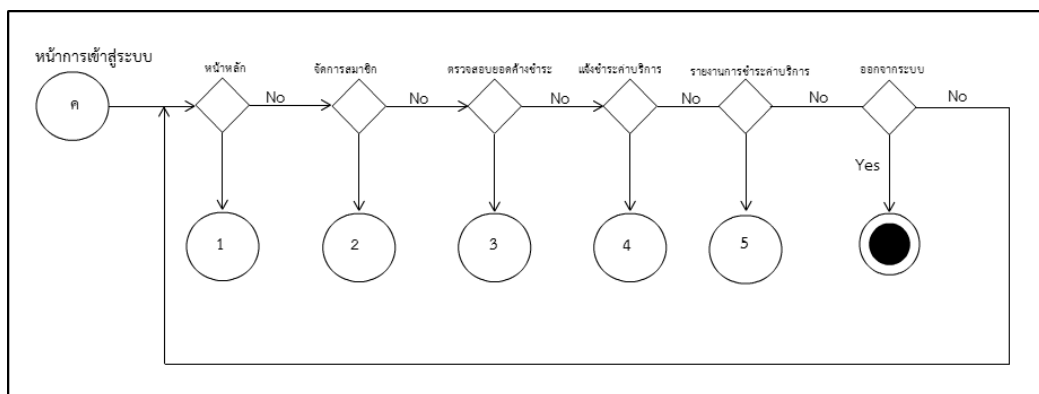 หน้าการเข้าสู่ระบบ
ค
หน้าหลัก
จัดการสมาชิก
ตรวจสอบยอดค้างชำระ
แจ้งชำระค่าบริการ
รายงานการชำระค่าบริการ
ออกจากระบบ
No
No
No
No
No
No
Yes
1
2
3
4
5